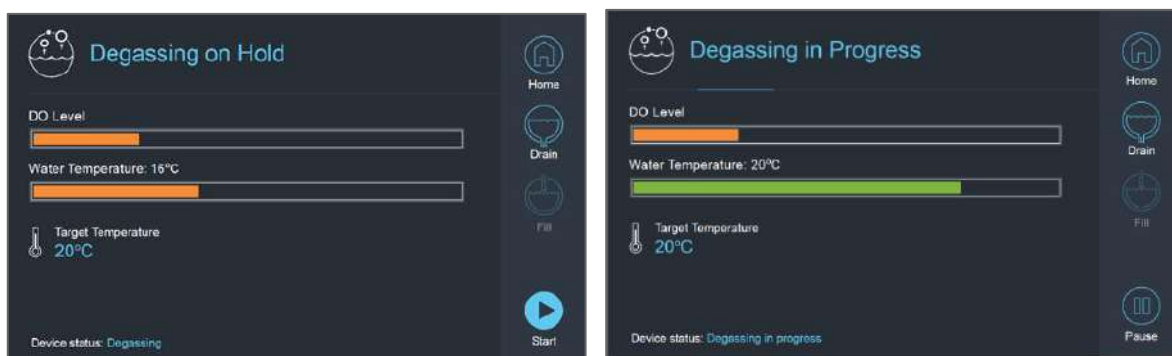 Degassing on Hold
Home
DO Level
Drain
Water Temperature: 16°C
Fill
Target Temperature
20°C
Start
Device status: Degassing
Degassing in Progress
Home
DO Level
Drain
Water Temperature: 20°C
Fill
Target Temperature
20°C
Pause
Device status: Degassing in progress